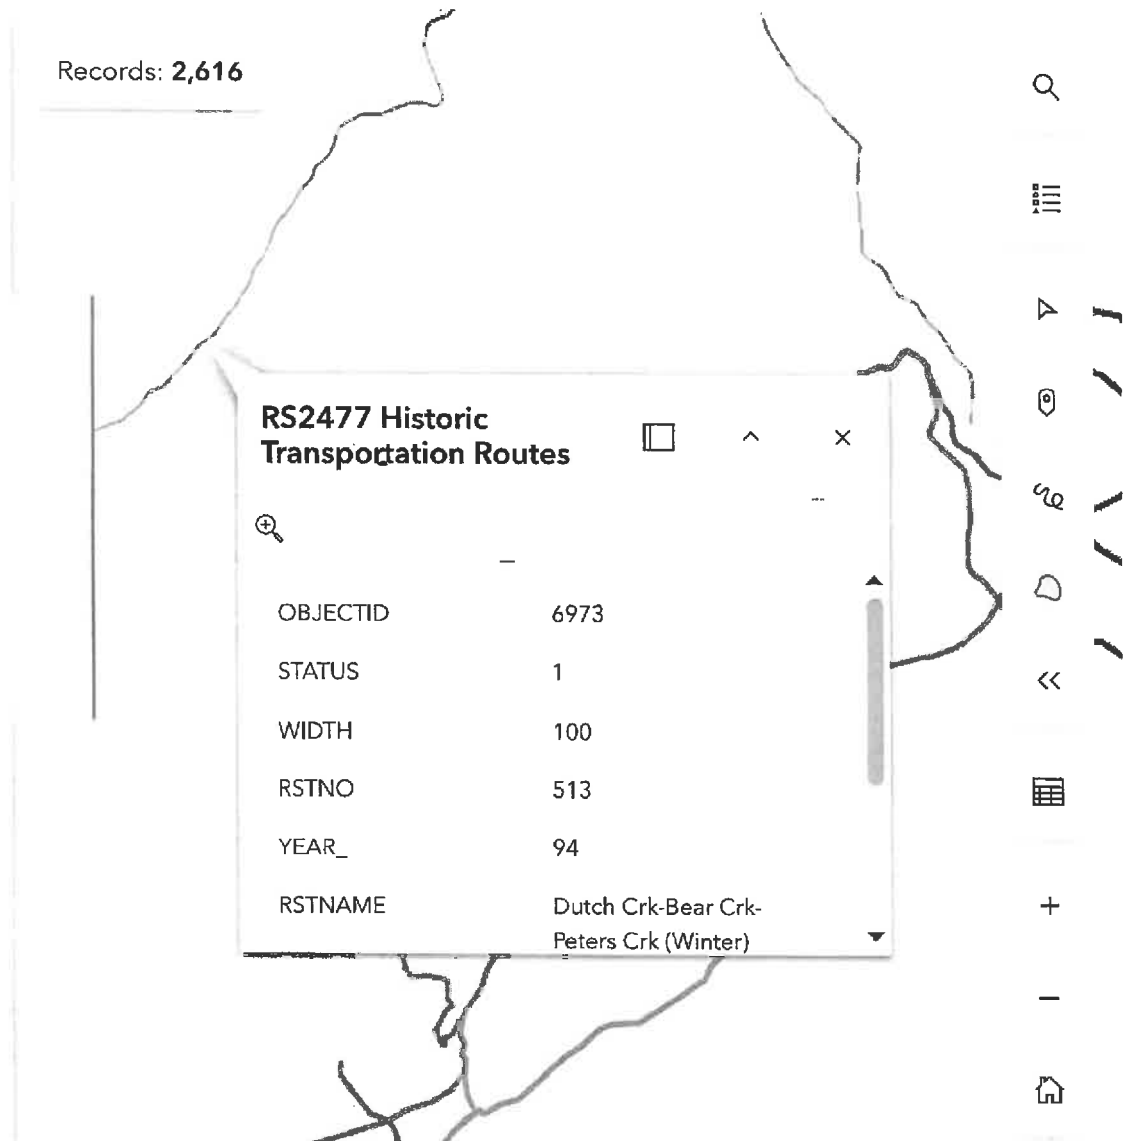 Records: 2,616
RS2477 Historic
Transportation Routes
OBJECTID 6973
STATUS 1
WIDTH 100
RSTNO 513
YEAR_ 94
RSTNAME Dutch Crk-Bear Crk-
Peters Crk (Winter)